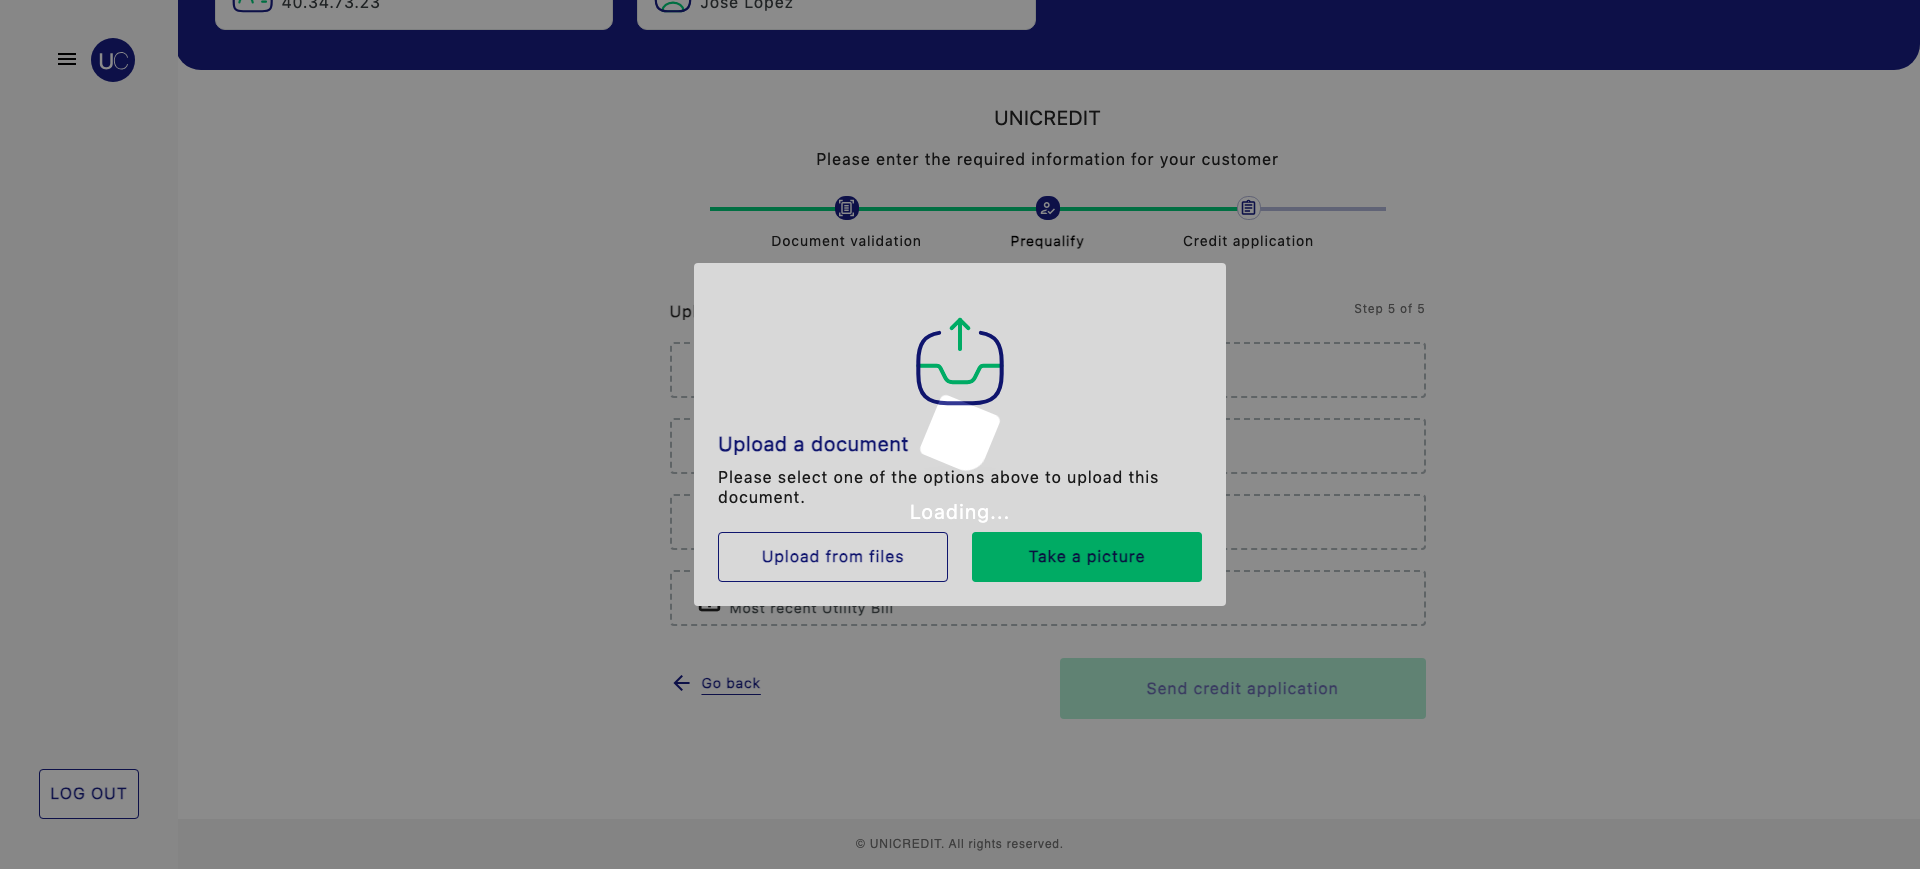 40.34.73.23
Jose Lopez
UC
UNICREDIT
Please enter the required information for your customer
Document validation
Prequalify
Credit application
Step 5 of 5
Upload a document
Please select one of the options above to upload this
document.
Loading...
Upload from files
Take a picture
Most recent Utility Bill
Go back
Send credit application
LOG OUT
© UNICREDIT. All rights reserved.